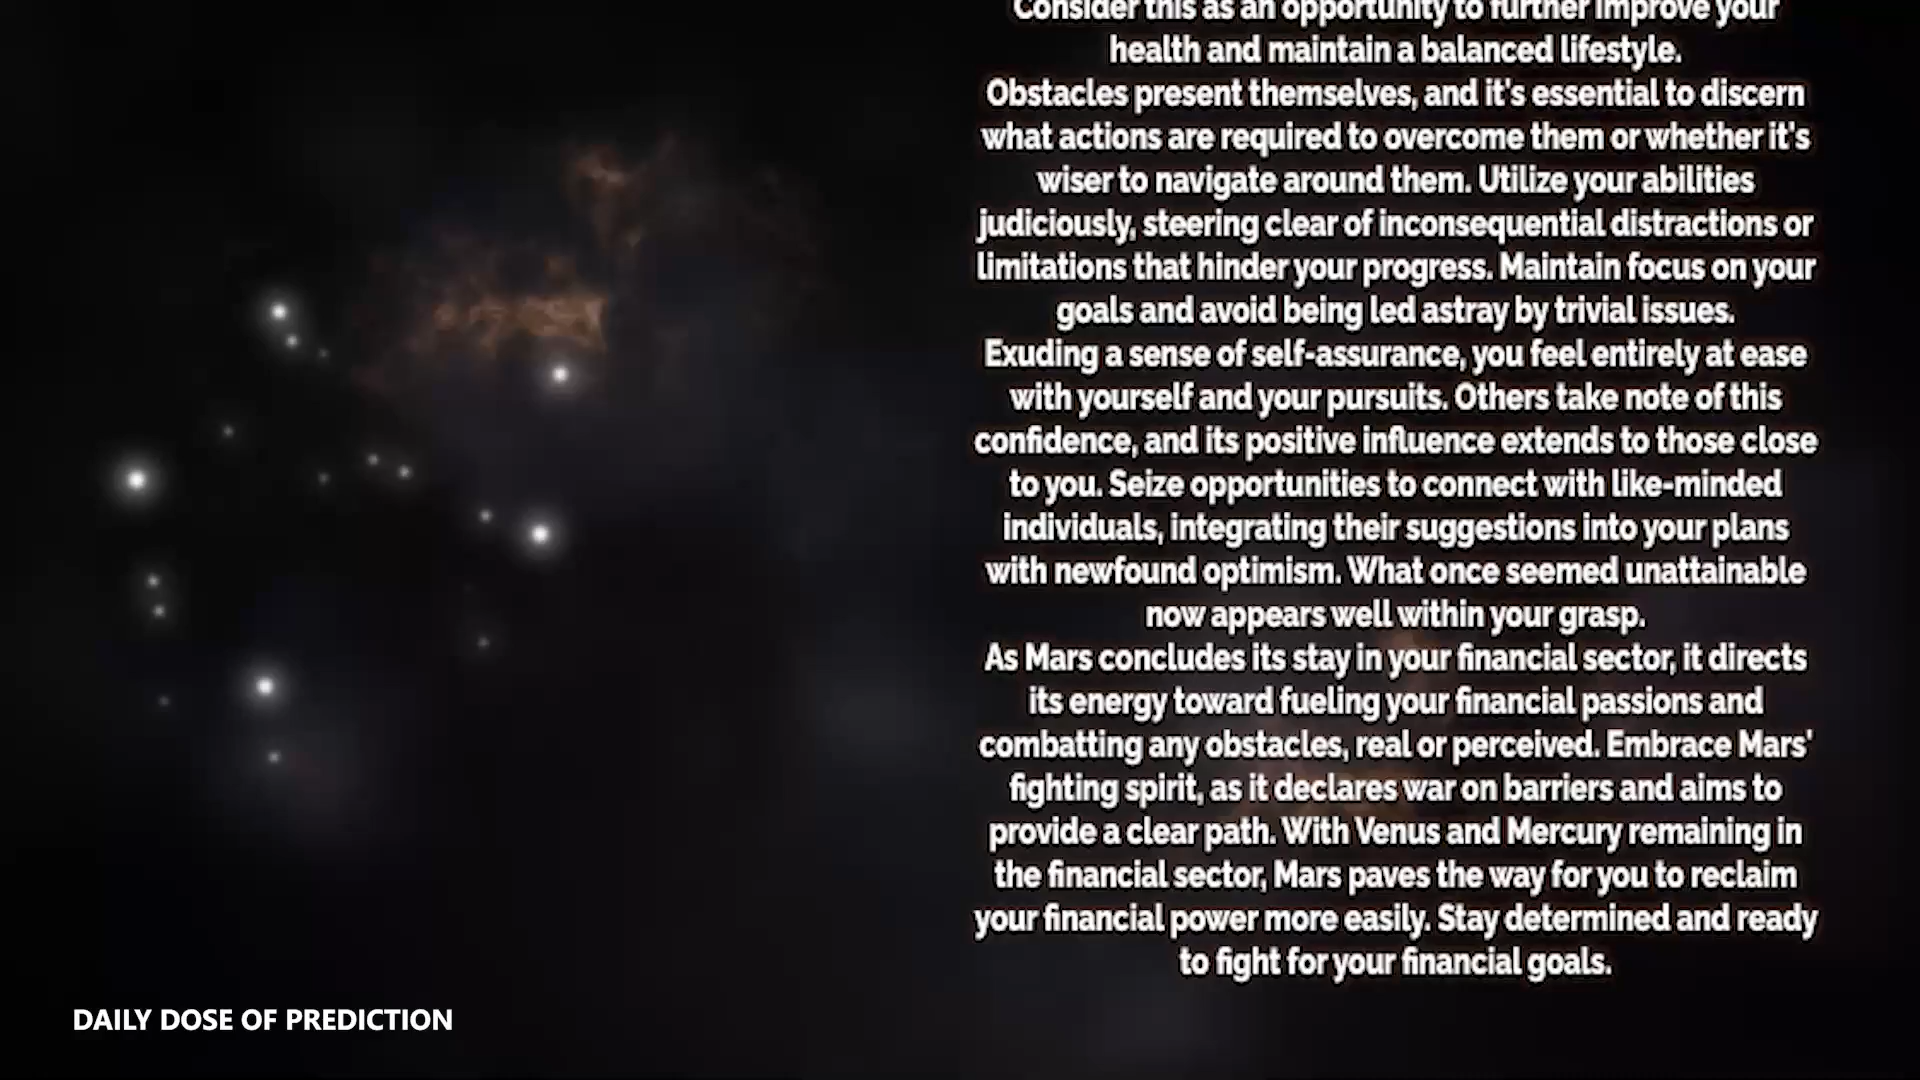 Consider this as an opportunity to further improve your
health and maintain a balanced lifestyle.
Obstacles present themselves, and it's essential to discern
what actions are required to overcome them or whether it's
wiser to navigate around them. Utilize your abilities
judiciously, steering clear of inconsequential distractions or
limitations that hinder your progress. Maintain focus on your
goals and avoid being led astray by trivial issues.
Exuding a sense of self-assurance, you feel entirely at ease
with yourself and your pursuits. Others take note of this
confidence, and its positive influence extends to those close
to you. Seize opportunities to connect with like-minded
individuals, integrating their suggestions into your plans
with newfound optimism. What once seemed unattainable
now appears well within your grasp.
As Mars concludes its stay in your financial sector, it directs
its energy toward fueling your financial passions and
combatting any obstacles, real or perceived. Embrace Mars'
fighting spirit, as it declares war on barriers and aims to
provide a clear path. With Venus and Mercury remaining in
the financial sector, Mars paves the way for you to reclaim
your financial power more easily. Stay determined and ready
to fight for your financial goals.
DAILY DOSE OF PREDICTION